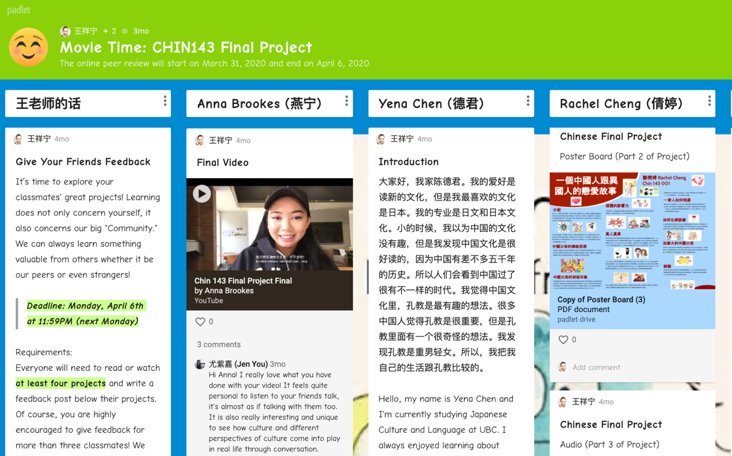 padlet
王祥宁 + 2 3mo
Movie Time: CHIN143 Final Project
The online peer review will start on March 31, 2020 and end on April 6, 2020
王老师的话
王祥宁 4mo
Give Your Friends Feedback
It's time to explore your
classmates' great projects! Learning
does not only concern yourself, it
also concerns our big "Community."
We can always learn something
valuable from others whether it be
our peers or even strangers!
Deadline: Monday, April 6th
at 11:59PM (next Monday)
Requirements:
Everyone will need to read or watch
at least four projects and write a
feedback post below their projects.
Of course, you are highly
encouraged to give feedback for
more than three classmates! We
Anna Brookes (燕宁)
王祥宁 4mo
Final Video
Chin 143 Final Project Final
by Anna Brookes
YouTube
0
3 comments
尤紫嘉 (Jen You) 3mo
Hi Anna! I really love what you have
done with your video! It feels quite
personal to listen to your friends talk,
it's almost as if talking with them too.
It is also really interesting and unique
to see how culture and different
perspectives of culture come into play
in real life through conversation.
Yena Chen (德君)
王祥宁 4mo
Introduction
大家好，我家陈德君。我的爱好是
读新的文化，但是我最喜欢的文化
是日本。我的专业是日文和日本文
化。小的时候，我以为中国的文化
没有趣，但是我发现中国文化是很
好读的，因为中国有差不多五千年
的历史。所以人们会看到中国过了
很有不一样的时代。我觉得中国文
化里，孔教是最有趣的想法。很多
中国人觉得孔教是很重要，但是孔
教里面有一个很奇怪的想法。我发
现孔教是重男轻女。所以，我把我
自己的生活跟孔教比较的。
Hello, my name is Yena Chen and
I'm currently studying Japanese
Culture and Language at UBC. I
always enjoyed learning about
Rachel Cheng (倩婷)
Chinese Final Project
Poster Board (Part 2 of Project)
一個中國人跟異
國人的戀愛故事
鄭倩婷 Rachel Cheng
Chin 143 001
Copy of Poster Board (3)
PDF document
padlet drive
0
Add comment
王祥宁 4mo
Chinese Final Project
Audio (Part 3 of Project)